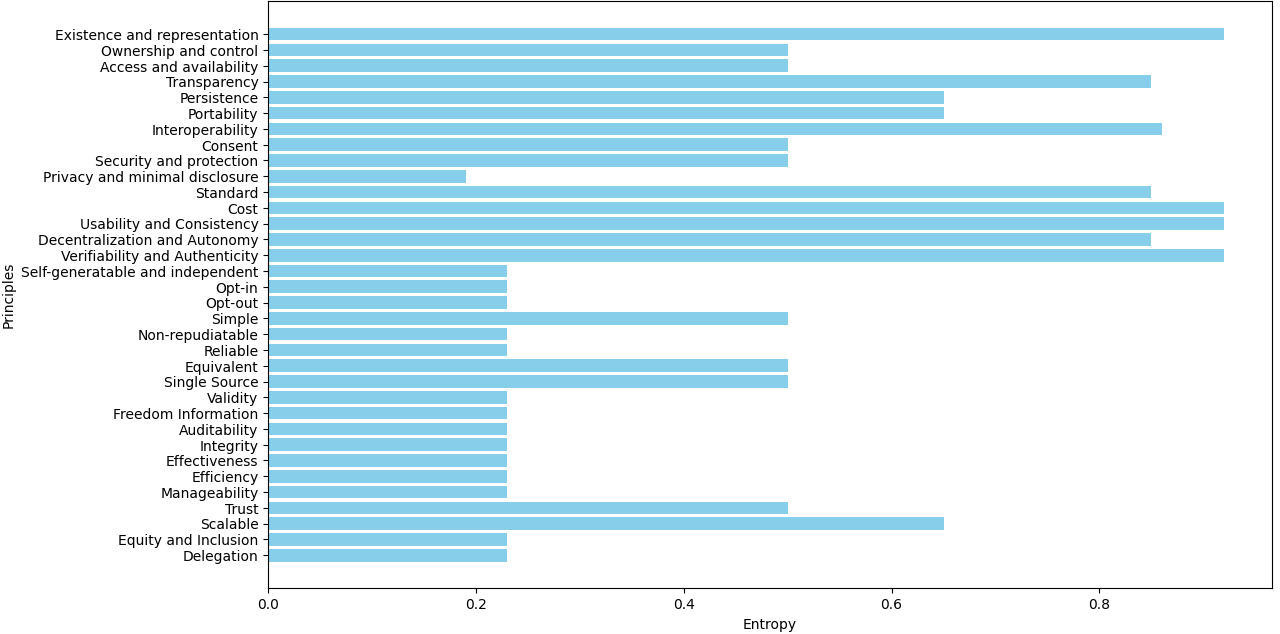 Existence and representation
Ownership and control
Access and availability
Transparency
Persistence
Portability
Interoperability
Consent
Security and protection
Privacy and minimal disclosure
Standard
Cost
Usability and Consistency
Decentralization and Autonomy
Verifiability and Authenticity
Self-generatable and independent
Opt-in
Opt-out
Simple
Non-repudiatable
Reliable
Equivalent
Single Source
Validity
Freedom Information
Auditability
Integrity
Effectiveness
Efficiency
Manageability
Trust
Scalable
Equity and Inclusion
Delegation
Principles
0.0 0.2 0.4 0.6 0.8
Entropy